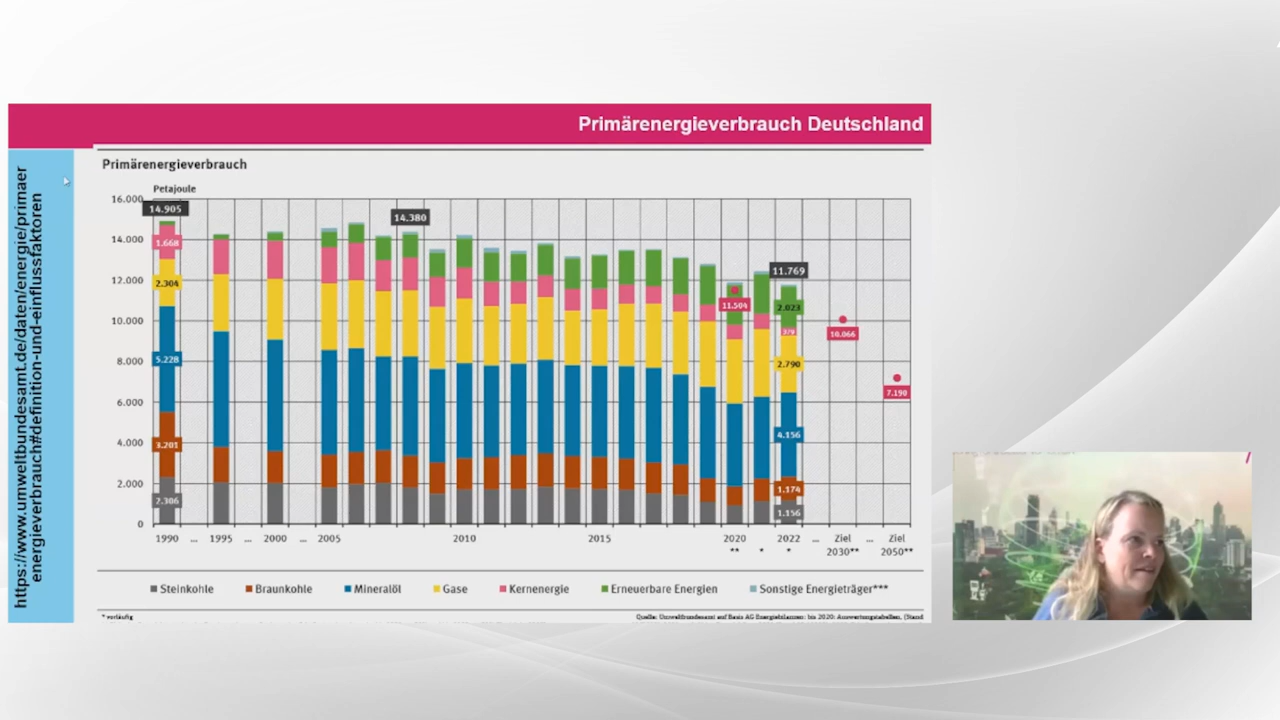 Primärenergieverbrauch Deutschland
https://www.umweltbundesamt.de/daten/energie/primaer
energieverbrauch#definition-und-einflussfaktoren
Primärenergieverbrauch
Petajoule
16.000
14.000
12.000
10.000
8.000
6.000
4.000
2.000
0
14.905
1.668
2.304
5.228
3.201
2.306
14.380
11.504
11.769
2.023
379
2.790
4.156
1.174
1.156
10.066
7.190
1990 ... 1995 ... 2000 ... 2005 2010 2015 2020 2022 ... Ziel ... Ziel
** * * 2030** 2050**
Steinkohle Braunkohle Mineralöl Gase Kernenergie Erneuerbare Energien Sonstige Energieträger***
* vorläufig
Quelle: Umweltbundesamt auf Basis AG Energiebilanzen: bis 2020: Auswertungstabellen, (Stand